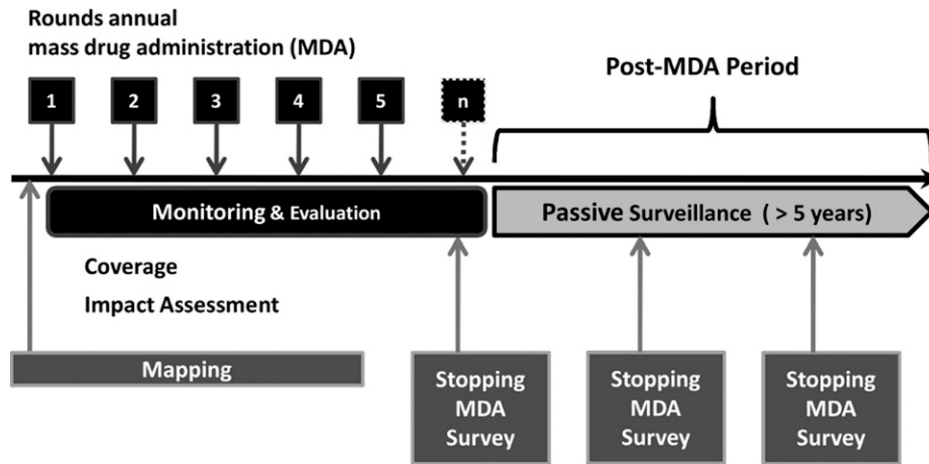 Rounds annual
mass drug administration (MDA)
Post-MDA Period
1 2 3 4 5 n
Monitoring & Evaluation
Passive Surveillance ( > 5 years)
Coverage
Impact Assessment
Mapping
Stopping
MDA
Survey
Stopping
MDA
Survey
Stopping
MDA
Survey